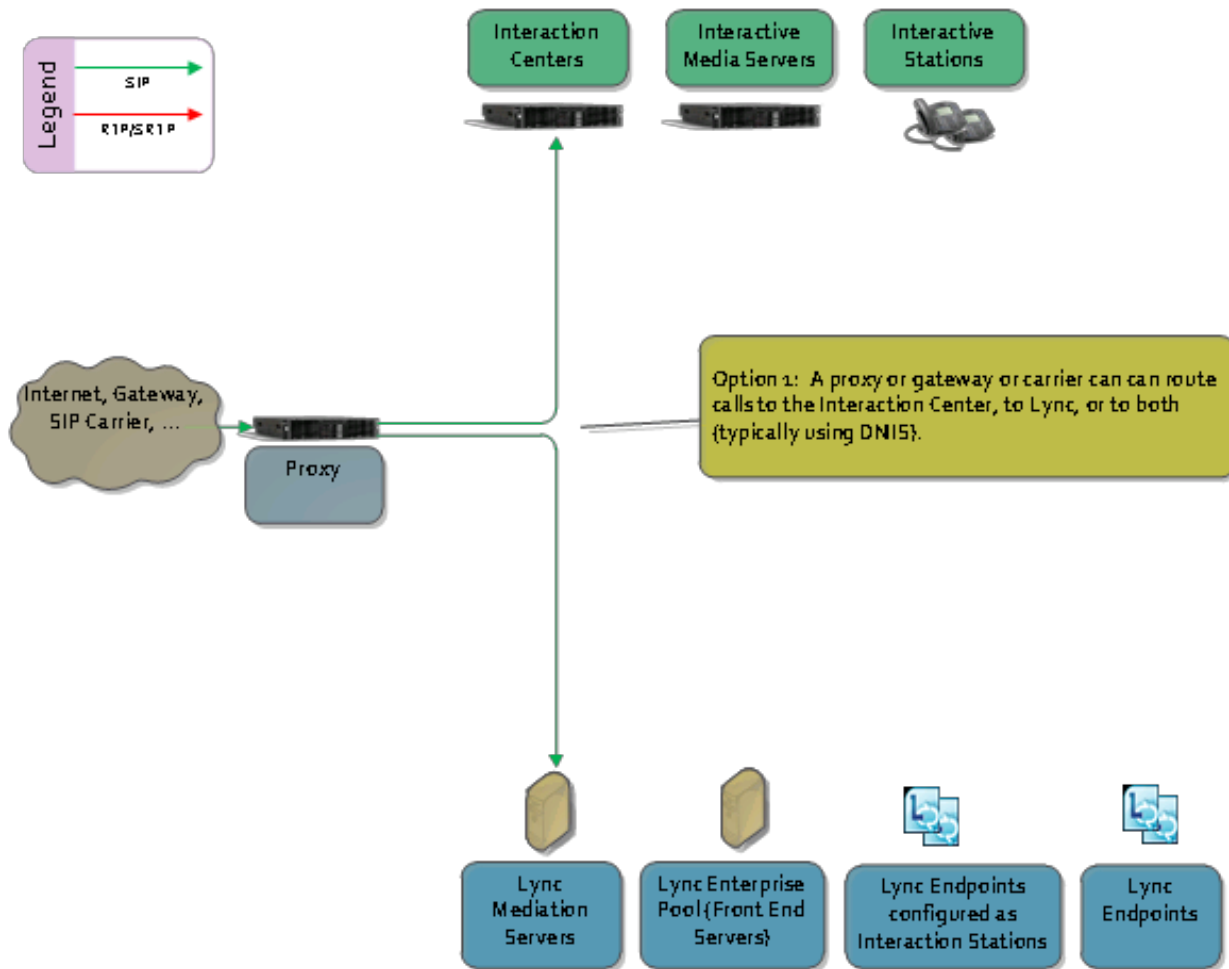 Legend
SIP
RTP/SRTP
Interaction
Centers
Interactive
Media Servers
Interactive
Stations
Internet, Gateway,
SIP Carrier, ...
Proxy
Option 1: A proxy or gateway or carrier can can route
calls to the Interaction Center, to Lync, or to both
(typically using DNIS).
Lync
Mediation
Servers
Lync Enterprise
Pool (Front End
Servers)
Lync Endpoints
configured as
Interaction Stations
Lync
Endpoints